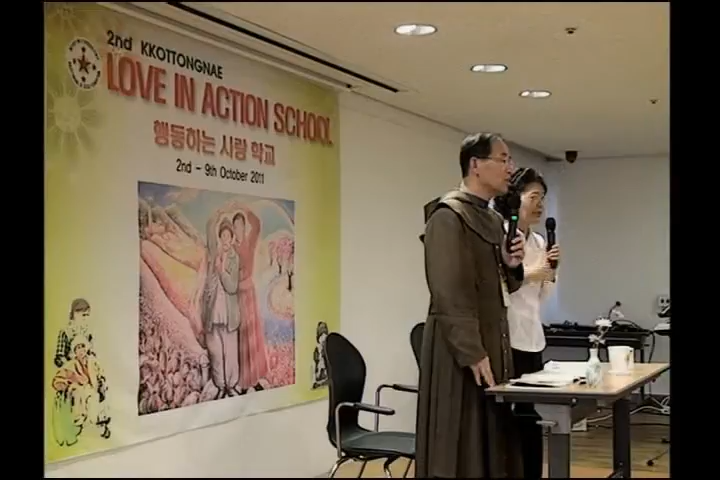 2nd KKOTTONGNAE
LOVE IN ACTION SCHOOL
행동하는 사랑 학교
2nd - 9th October 2011